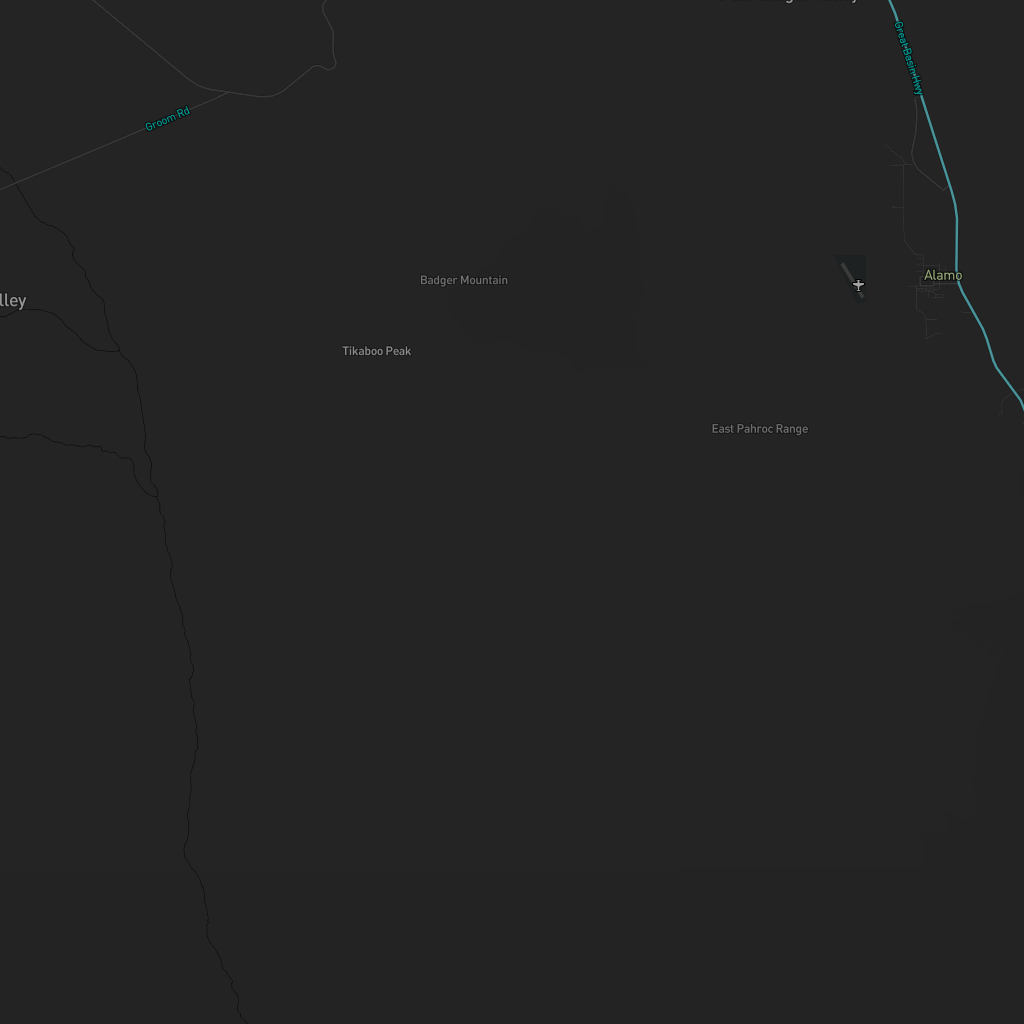 Great Basin Hwy
Groom Rd
Alamo
Badger Mountain
lley
Tikaboo Peak
East Pahroc Range